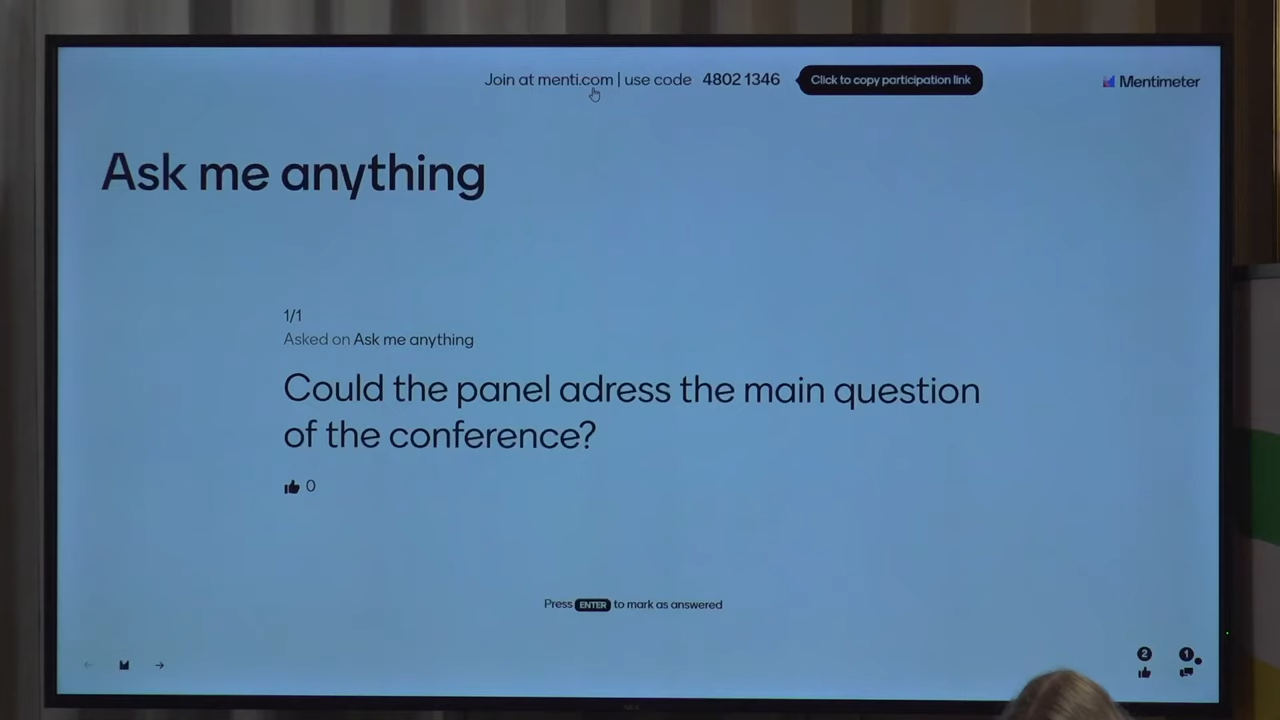 Join at menti.com | use code 4802 1346
Click to copy participation link
Mentimeter
Ask me anything
1/1
Asked on Ask me anything
Could the panel adress the main question
of the conference?
0
Press ENTER to mark as answered
2
1